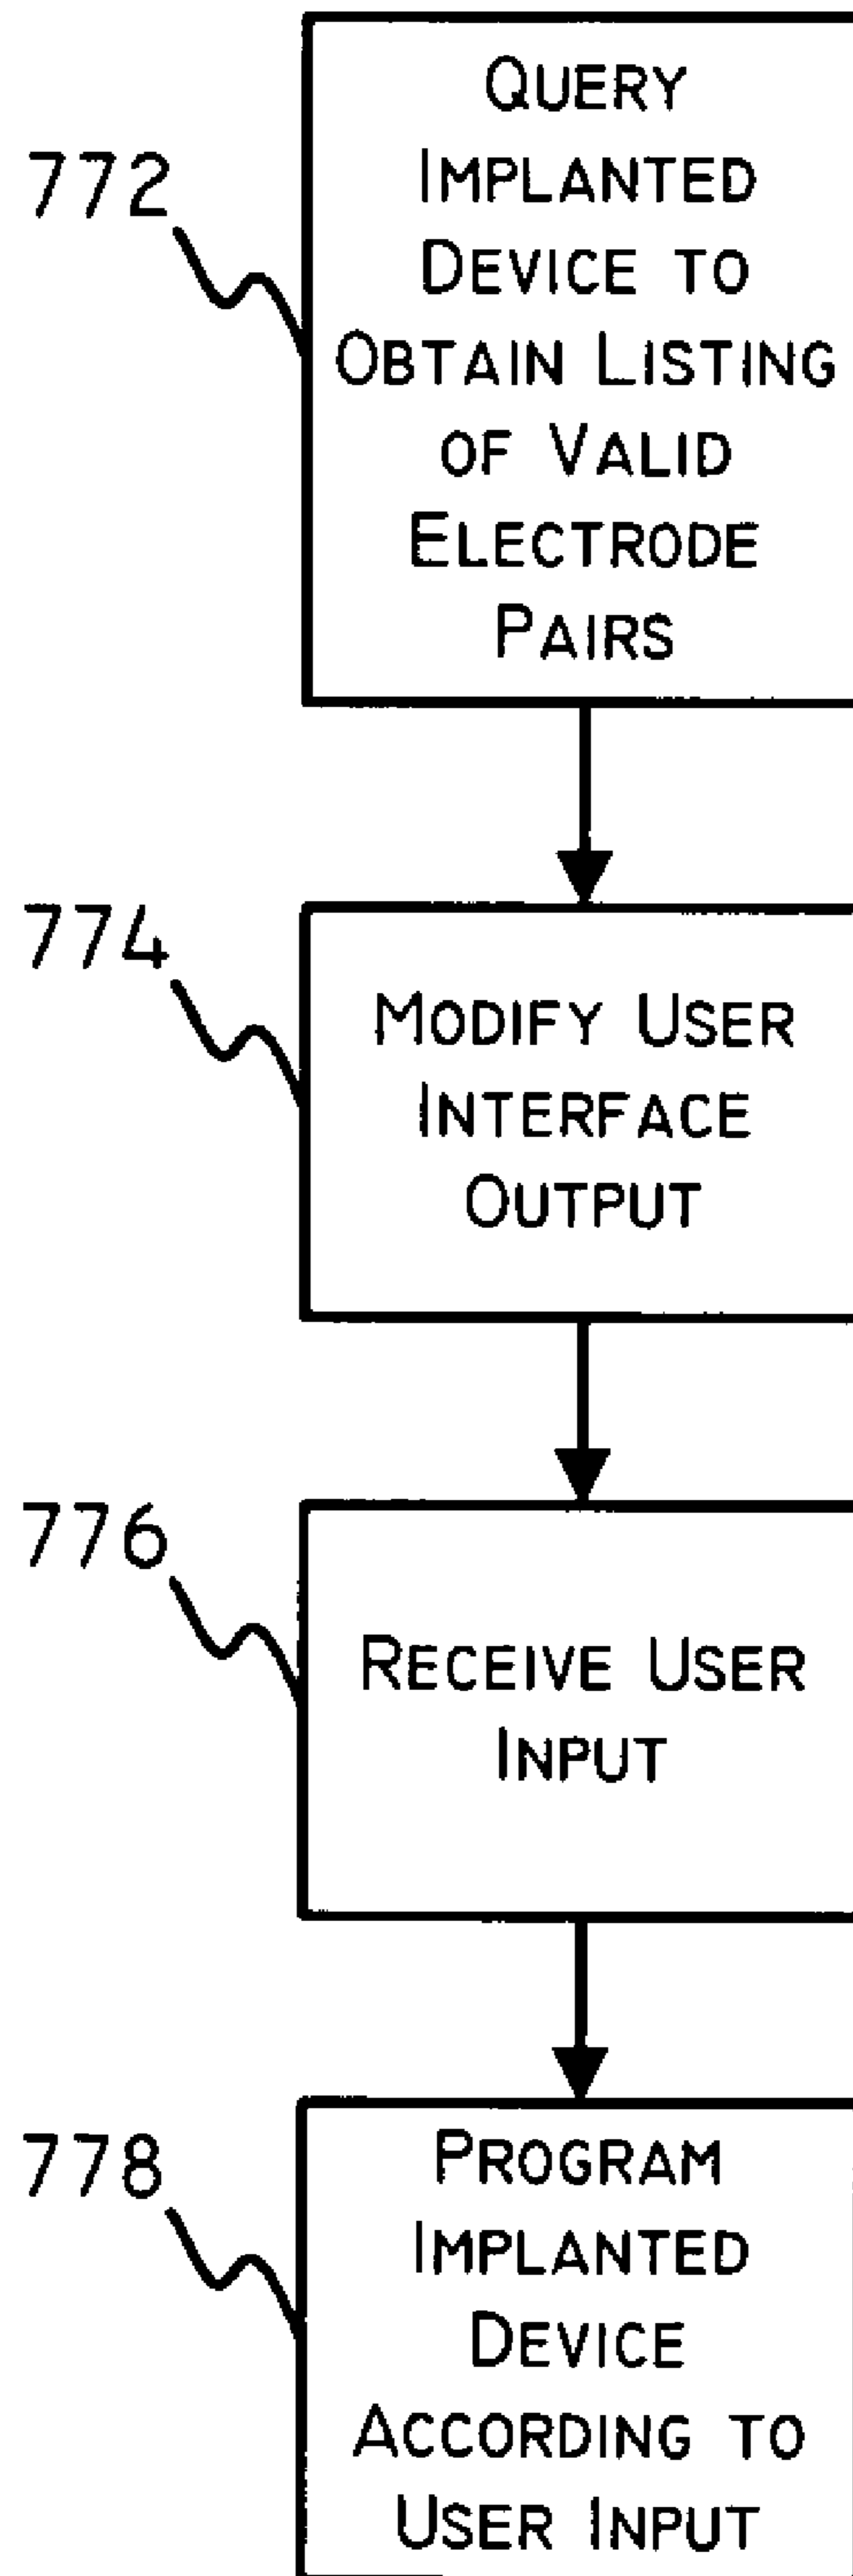 772
QUERY
IMPLANTED
DEVICE TO
OBTAIN LISTING
OF VALID
ELECTRODE
PAIRS
774
MODIFY USER
INTERFACE
OUTPUT
776
RECEIVE USER
INPUT
778
PROGRAM
IMPLANTED
DEVICE
ACCORDING TO
USER INPUT